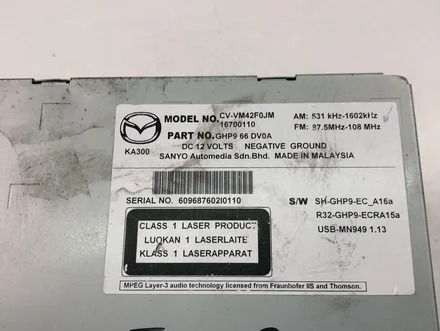 MODEL NO. CV-VM42F0JM
16700110
PART NO. GHP9 66 DV0A
AM: 531 kHz-1602kHz
FM: 87.5MHz-108 MHz
KA300
DC 12 VOLTS NEGATIVE GROUND
SANYO Automedia Sdn.Bhd. MADE IN MALAYSIA
SERIAL NO. 609687602I0110
S/W SH-GHP9-EC_A16a
R32-GHP9-ECRA15a
USB-MN949 1.13
CLASS 1 LASER PRODUCT
LUOKAN 1 LASERLAITE
KLASS 1 LASERAPPARAT
MPEG Layer-3 audio technology licensed from Fraunhofer IIS and Thomson.